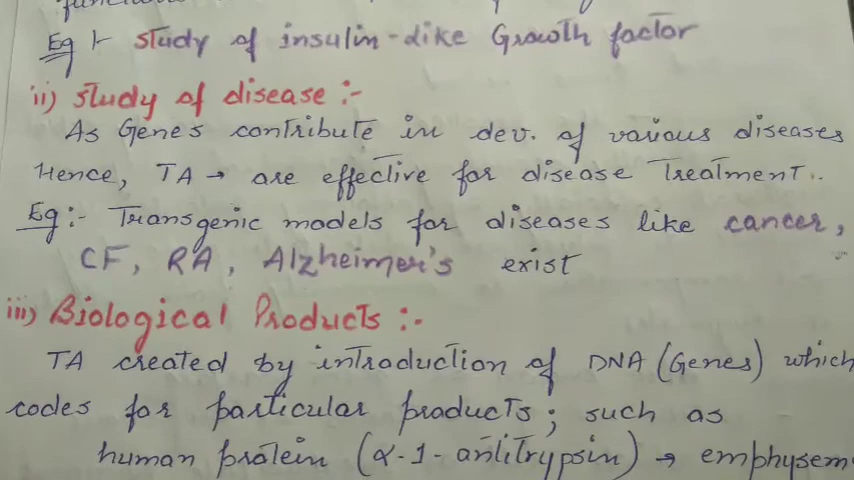 Eg :- Study of insulin-like Growth factor
ii) Study of disease :-
As Genes contribute in dev. of various diseases
Hence, TA → are effective for disease Treatment.
Eg:- Transgenic models for diseases like cancer,
CF, RA, Alzheimer's exist
iii) Biological Products :-
TA created by introduction of DNA (Genes) which
codes for particular products; such as
human protein (α-1-antitrypsin) → emphysem